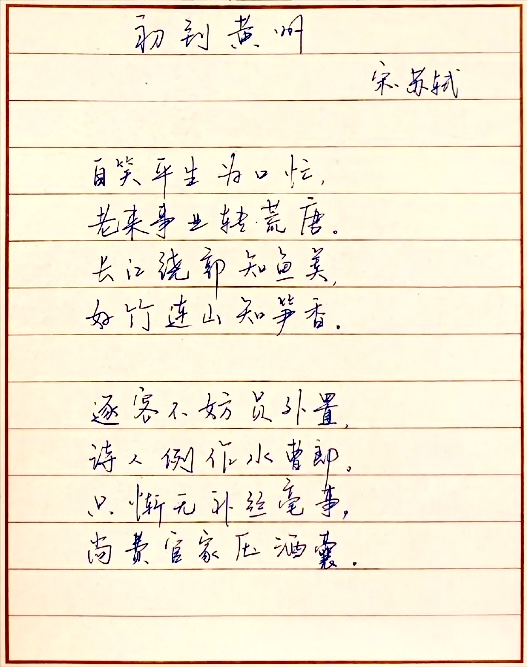 初到黄州
宋.苏轼
自笑平生为口忙,
老来事业转荒唐。
长江绕郭知鱼美,
好竹连山知笋香。
逐客不妨员外置,
诗人例作水曹郎。
只惭无补丝毫事,
尚费官家压酒囊。